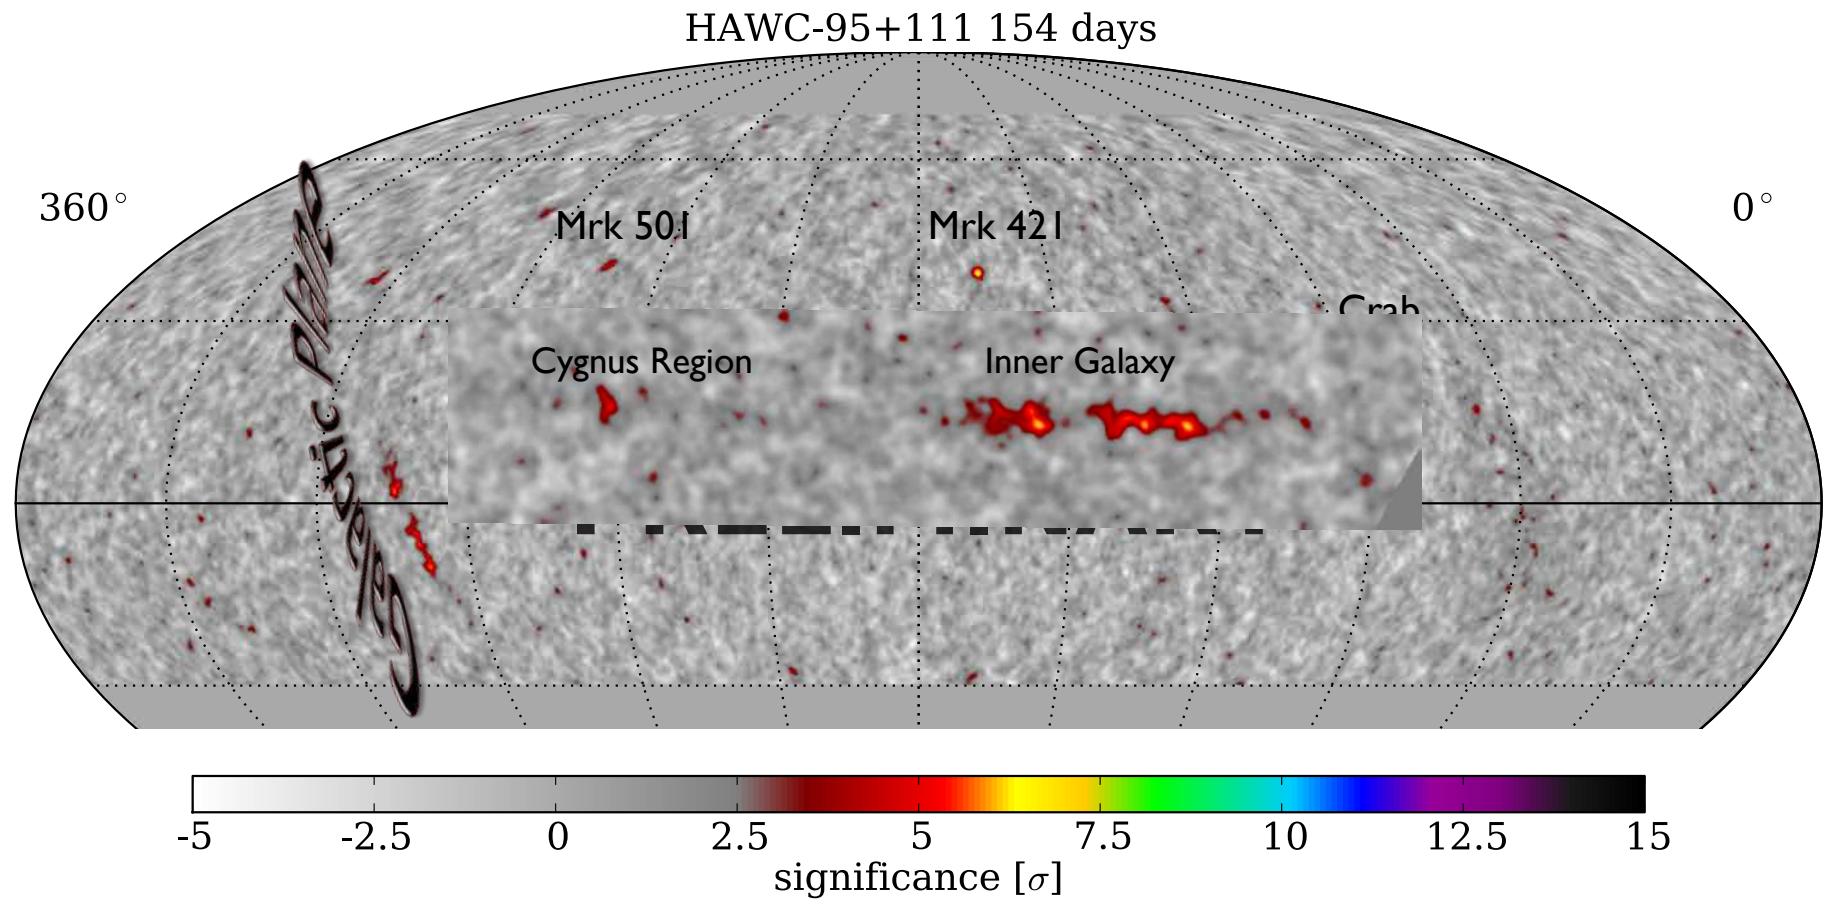 HAWC-95+111 154 days
360°
0°
Mrk 501
Mrk 421
Crab
Galactic Plane
Cygnus Region
Inner Galaxy
-5 -2.5 0 2.5 5 7.5 10 12.5 15
significance [σ]